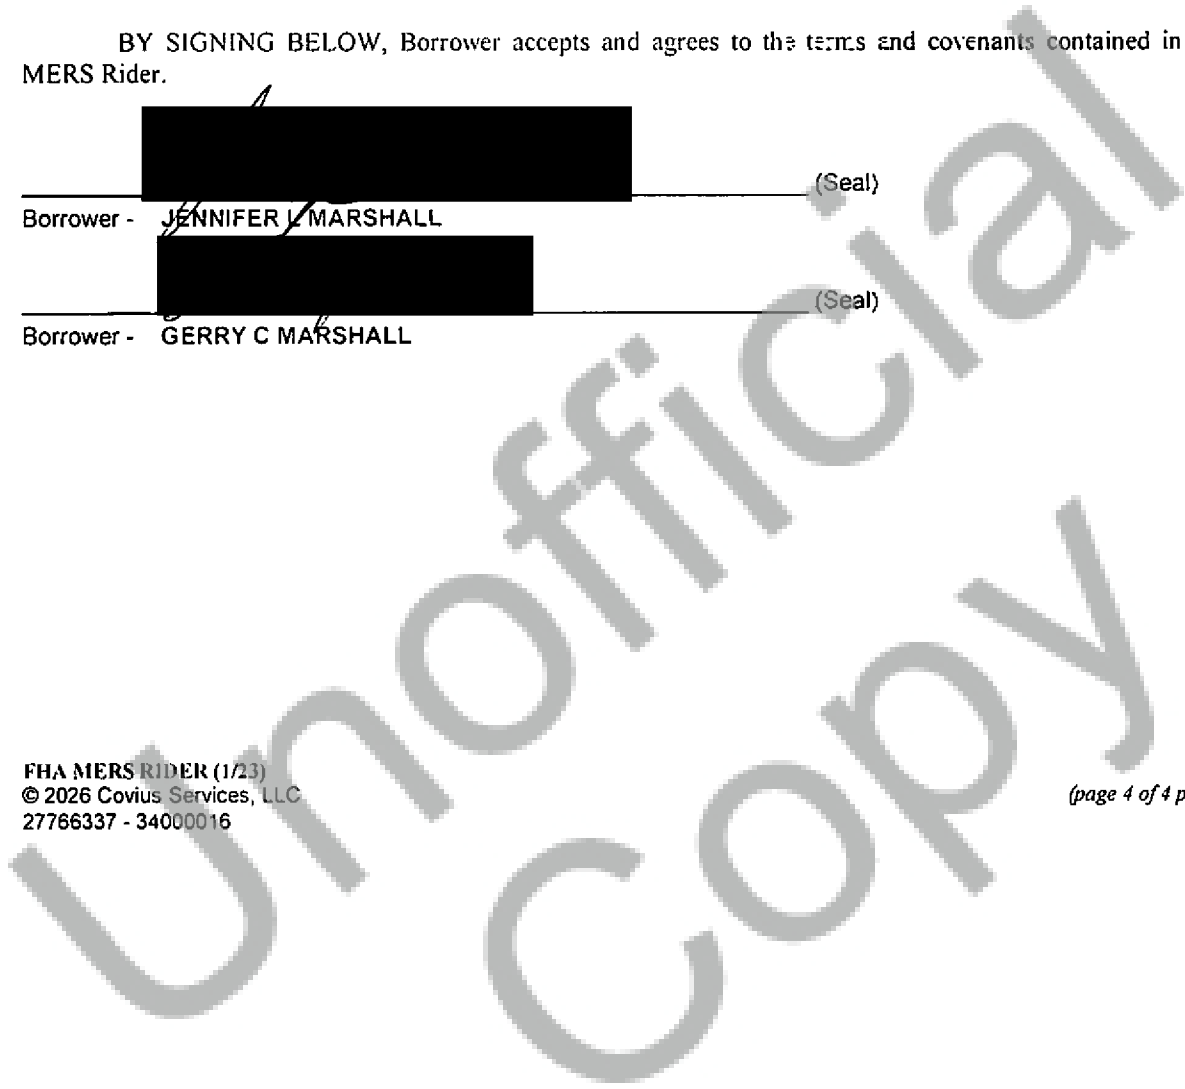 BY SIGNING BELOW, Borrower accepts and agrees to the terms and covenants contained in
MERS Rider.
(Seal)
Borrower - JENNIFER L MARSHALL
(Seal)
Borrower - GERRY C MARSHALL
FHA MERS RIDER (1/23)
© 2026 Covius Services, LLC
27766337 - 34000016
(page 4 of 4 p
Unofficial
Copy